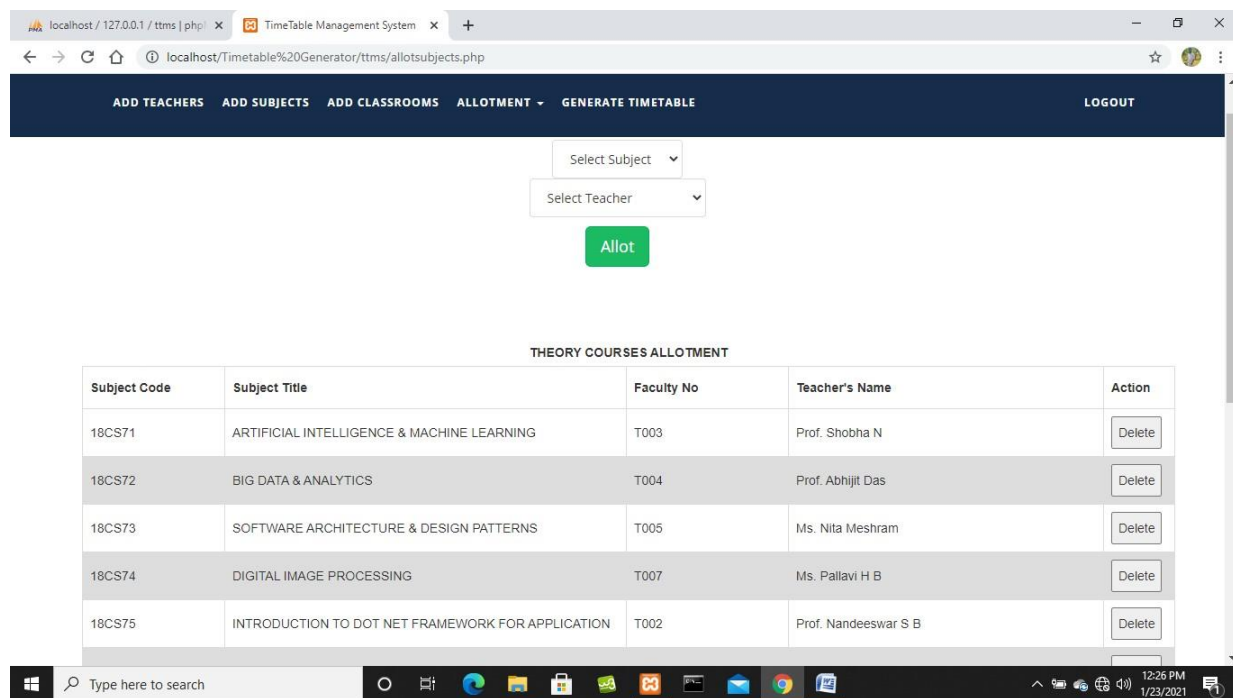 localhost / 127.0.0.1 / ttms | php
TimeTable Management System
localhost/Timetable%20Generator/ttms/allotsubjects.php
ADD TEACHERS ADD SUBJECTS ADD CLASSROOMS ALLOTMENT GENERATE TIMETABLE LOGOUT
Select Subject
Select Teacher
Allot
THEORY COURSES ALLOTMENT
Subject Code Subject Title Faculty No Teacher's Name Action
18CS71 ARTIFICIAL INTELLIGENCE & MACHINE LEARNING T003 Prof. Shobha N Delete
18CS72 BIG DATA & ANALYTICS T004 Prof. Abhijit Das Delete
18CS73 SOFTWARE ARCHITECTURE & DESIGN PATTERNS T005 Ms. Nita Meshram Delete
18CS74 DIGITAL IMAGE PROCESSING T007 Ms. Pallavi H B Delete
18CS75 INTRODUCTION TO DOT NET FRAMEWORK FOR APPLICATION T002 Prof. Nandeeswar S B Delete
Type here to search
12:26 PM
1/23/2021